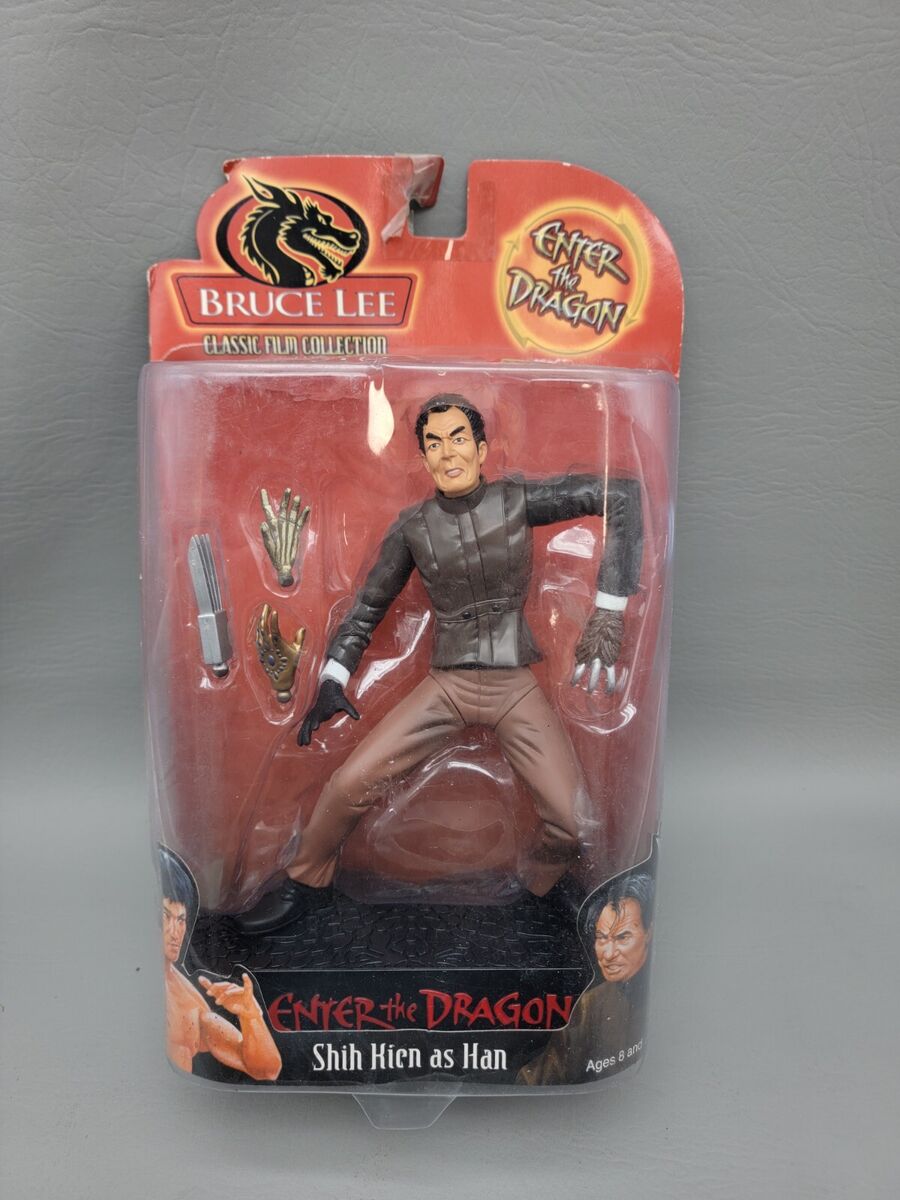 BRUCE LEE
CLASSIC FILM COLLECTION
ENTER
the
DRAGON
ENTER the DRAGON
Shih Kien as Han
Ages 8 and